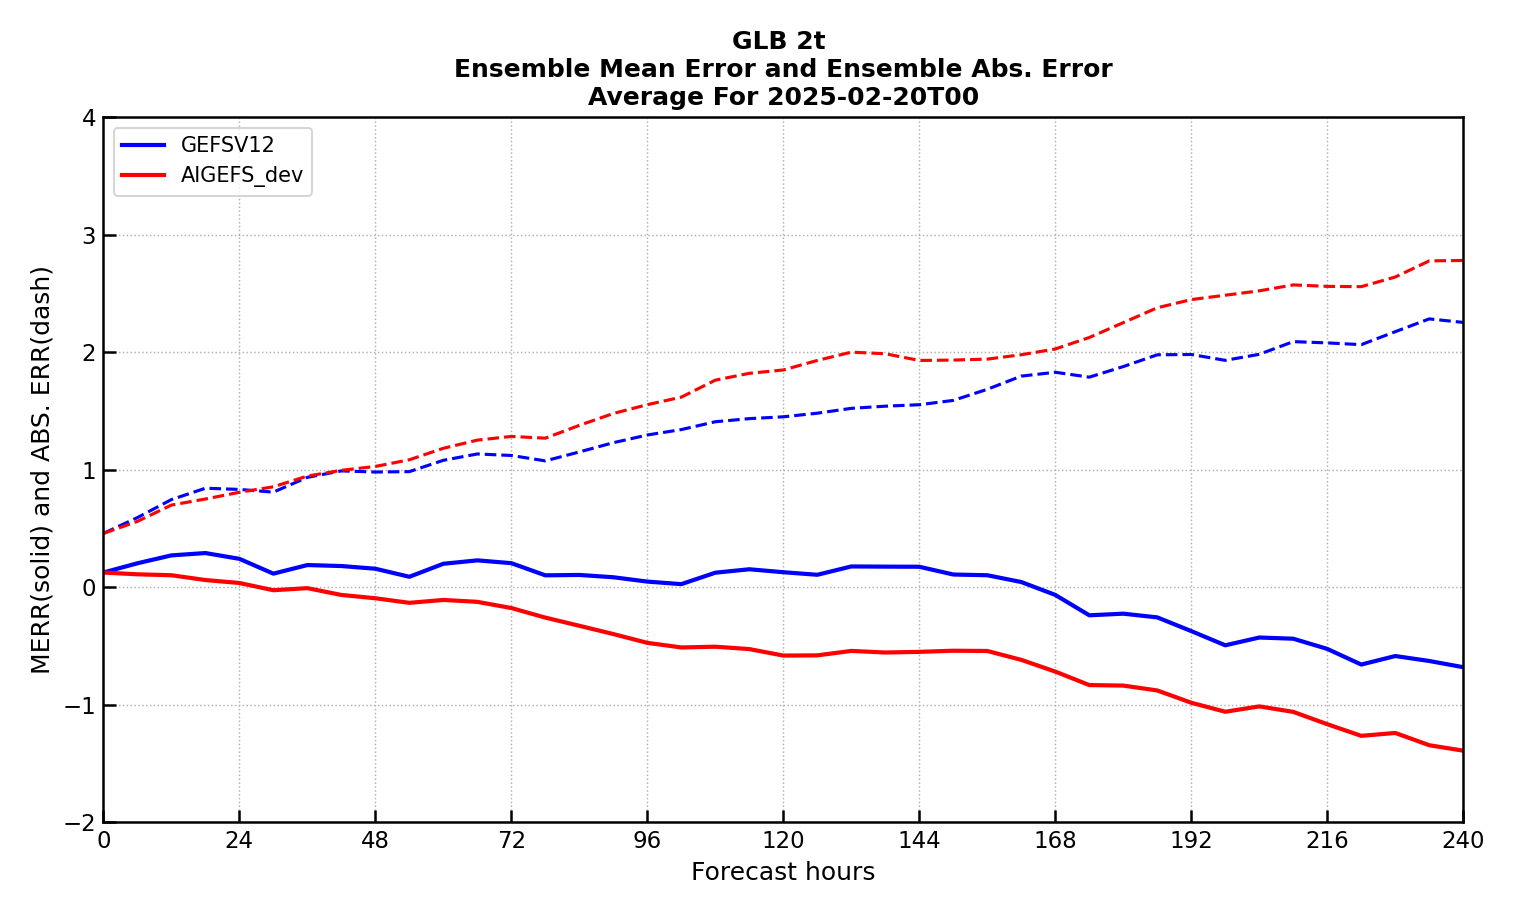 GLB 2t
Ensemble Mean Error and Ensemble Abs. Error
Average For 2025-02-20T00
GEFSV12
AIGEFS_dev
MERR(solid) and ABS. ERR(dash)
4
3
2
1
0
−1
−2
0 24 48 72 96 120 144 168 192 216 240
Forecast hours